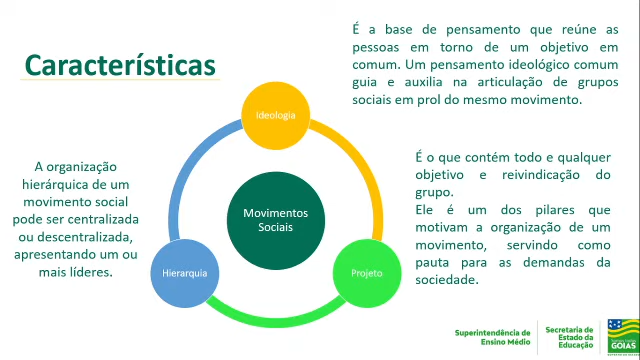 Características
É a base de pensamento que reúne as
pessoas em torno de um objetivo em
comum. Um pensamento ideológico comum
guia e auxilia na articulação de grupos
sociais em prol do mesmo movimento.
Ideologia
A organização
hierárquica de um
movimento social
pode ser centralizada
ou descentralizada,
apresentando um ou
mais líderes.
Movimentos
Sociais
Hierarquia
Projeto
É o que contém todo e qualquer
objetivo e reivindicação do
grupo.
Ele é um dos pilares que
motivam a organização de um
movimento, servindo como
pauta para as demandas da
sociedade.
Superintendência de
Ensino Médio
Secretaria de
Estado da
Educação
GOIÁS